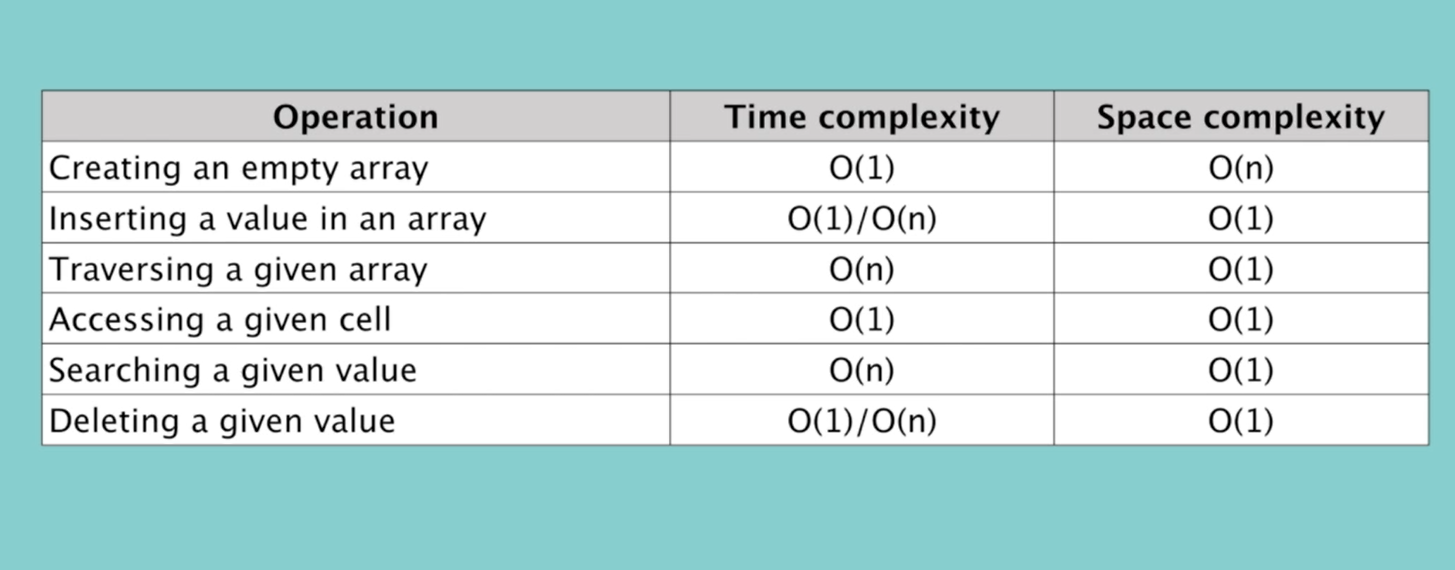 Operation Time complexity Space complexity
Creating an empty array O(1) O(n)
Inserting a value in an array O(1)/O(n) O(1)
Traversing a given array O(n) O(1)
Accessing a given cell O(1) O(1)
Searching a given value O(n) O(1)
Deleting a given value O(1)/O(n) O(1)